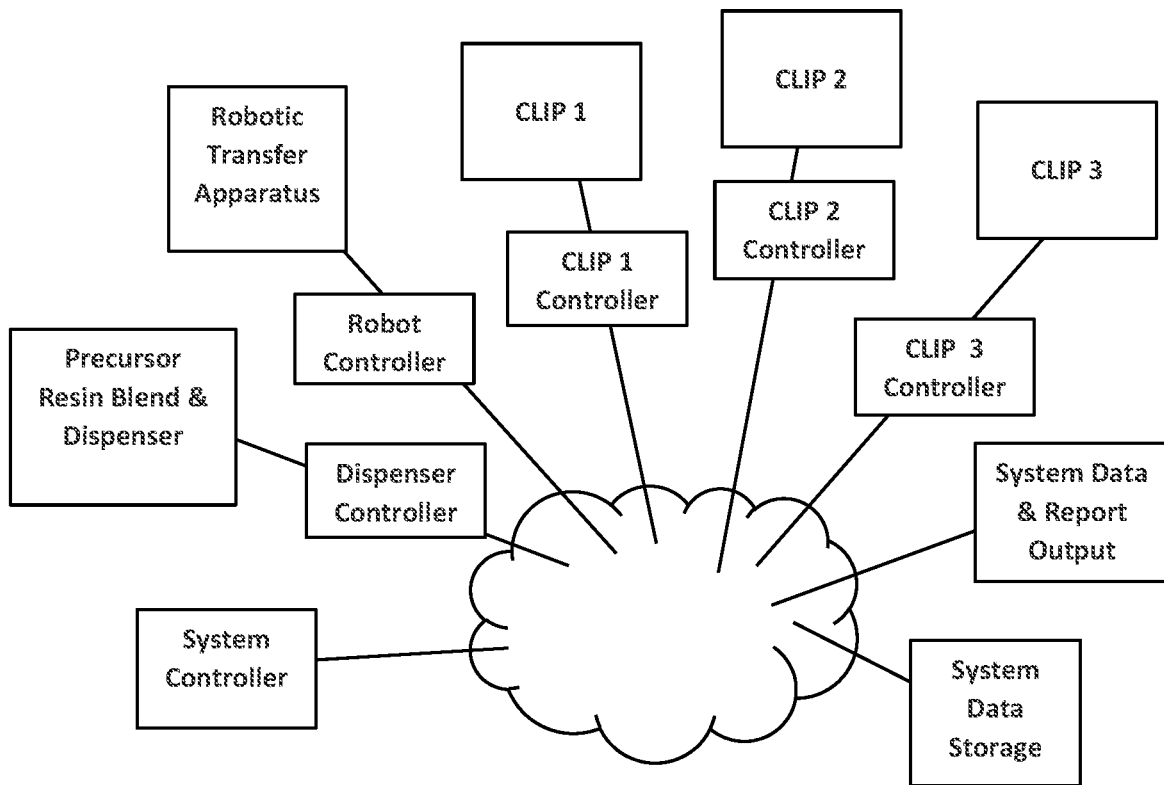 CLIP 1
CLIP 2
Robotic
Transfer
Apparatus
CLIP 3
CLIP 2
Controller
CLIP 1
Controller
Robot
Controller
CLIP 3
Controller
Precursor
Resin Blend &
Dispenser
Dispenser
Controller
System Data
& Report
Output
System
Controller
System
Data
Storage